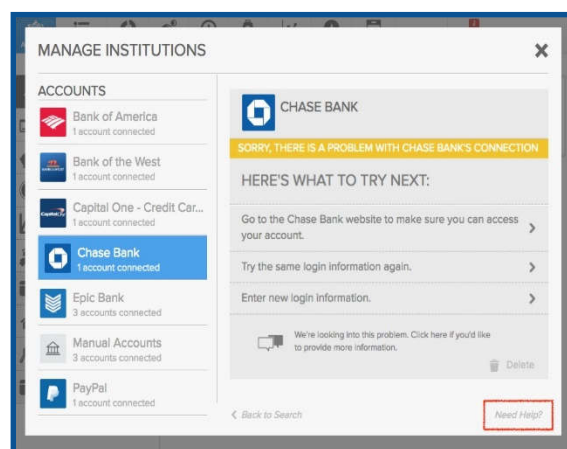 MANAGE INSTITUTIONS
ACCOUNTS
Bank of America
1 account connected
Bank of the West
1 account connected
Capital One - Credit Car...
1 account connected
Chase Bank
1 account connected
Epic Bank
3 accounts connected
Manual Accounts
3 accounts connected
PayPal
1 account connected
CHASE BANK
SORRY, THERE IS A PROBLEM WITH CHASE BANK'S CONNECTION
HERE'S WHAT TO TRY NEXT:
Go to the Chase Bank website to make sure you can access
your account.
Try the same login information again.
Enter new login information.
We're looking into this problem. Click here if you'd like
to provide more information.
Delete
Back to Search
Need Help?